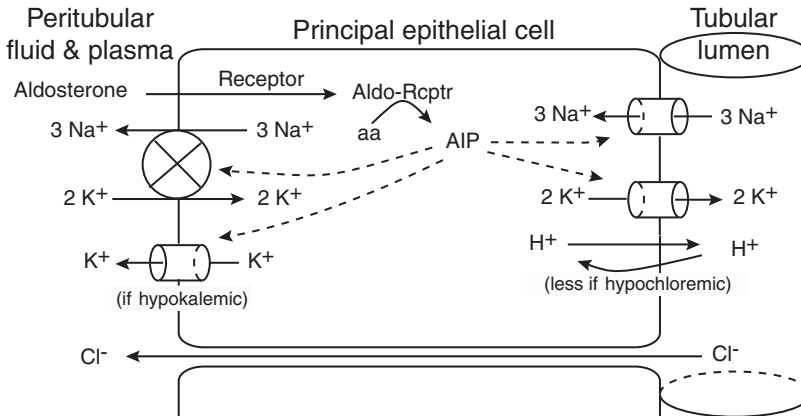 Peritubular
fluid & plasma
Principal epithelial cell
Tubular
lumen
Aldosterone
Receptor
Aldo-Rcptr
3 Na+
3 Na+
aa
AIP
3 Na+
3 Na+
2 K+
2 K+
2 K+
2 K+
K+
K+
(if hypokalemic)
H+
H+
(less if hypochloremic)
Cl-
Cl-